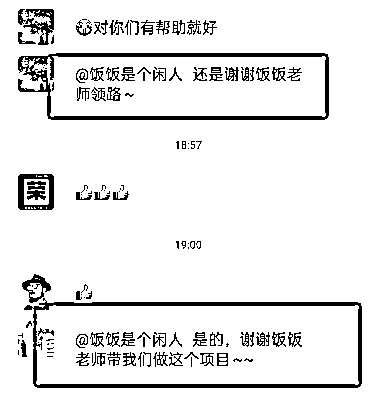 对你们有帮助就好
@饭饭是个闲人 还是谢谢饭饭老
师领路~
18:57
荣
19:00
@饭饭是个闲人 是的，谢谢饭饭
老师带我们做这个项目~~